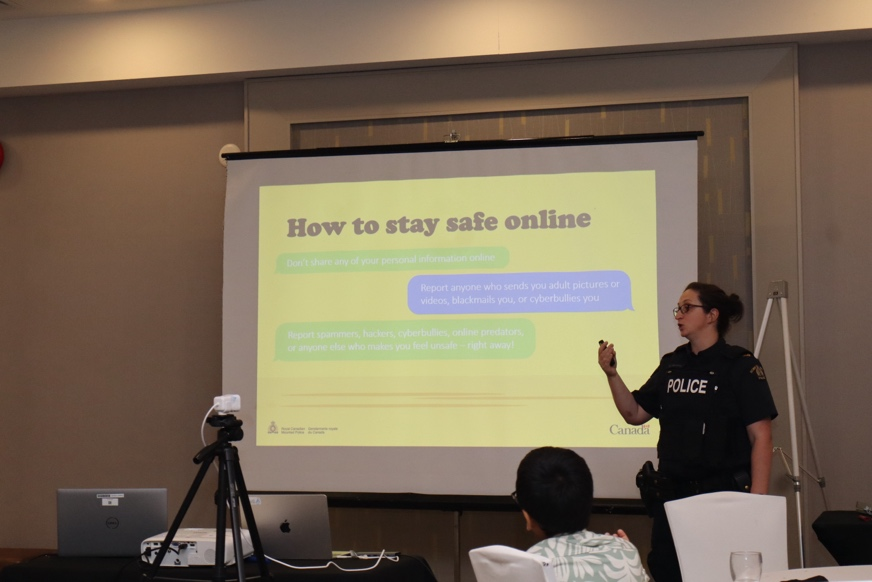 How to stay safe online
Don't share any of your personal information online
Report anyone who sends you adult pictures or
videos, blackmails you, or cyberbullies you
Report spammers, hackers, cyberbullies, online predators,
or anyone else who makes you feel unsafe – right away!
Royal Canadian Gendarmerie royale
Mounted Police du Canada
Canada
POLICE
DELL